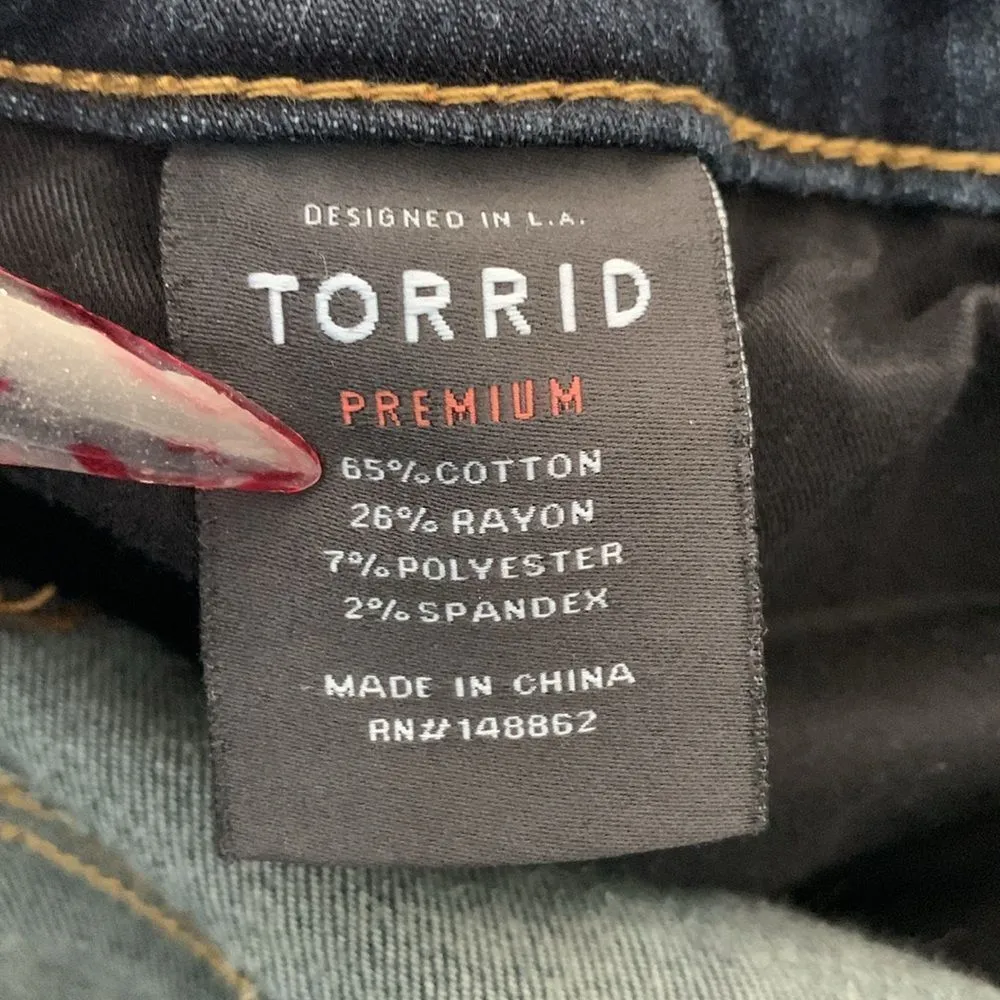 DESIGNED IN L.A.
TORRID
PREMIUM
65%COTTON
26% RAYON
7%POLYESTER
2%SPANDEX
MADE IN CHINA
RN#148862